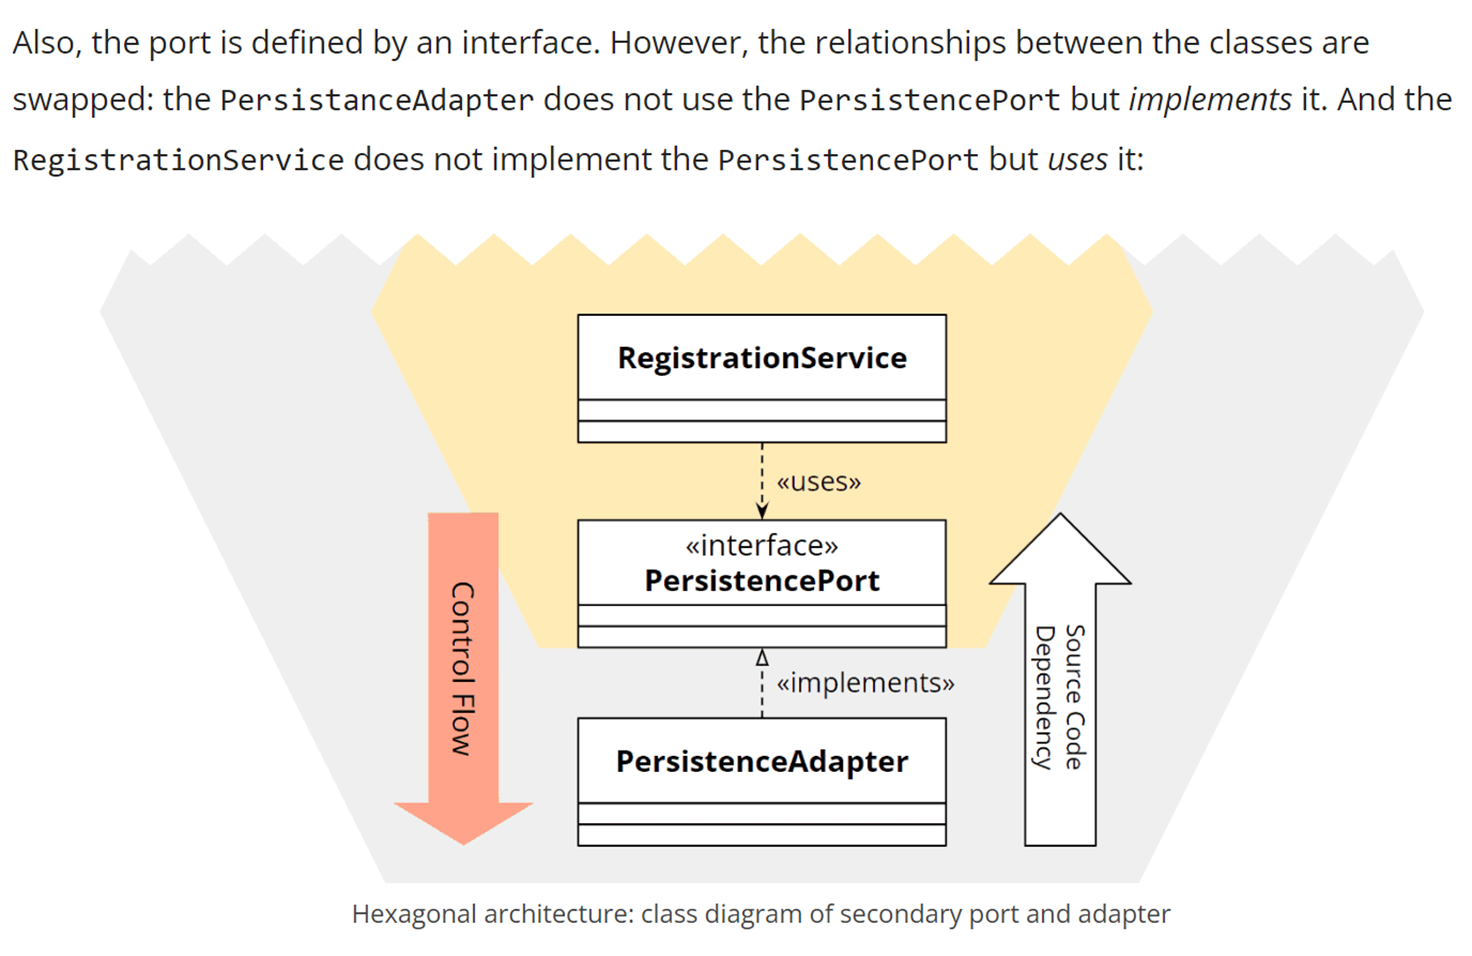 Also, the port is defined by an interface. However, the relationships between the classes are
swapped: the PersistanceAdapter does not use the PersistencePort but implements it. And the
RegistrationService does not implement the PersistencePort but uses it:
RegistrationService
«uses»
«interface»
PersistencePort
Control Flow
Source Code
Dependency
«implements»
PersistenceAdapter
Hexagonal architecture: class diagram of secondary port and adapter